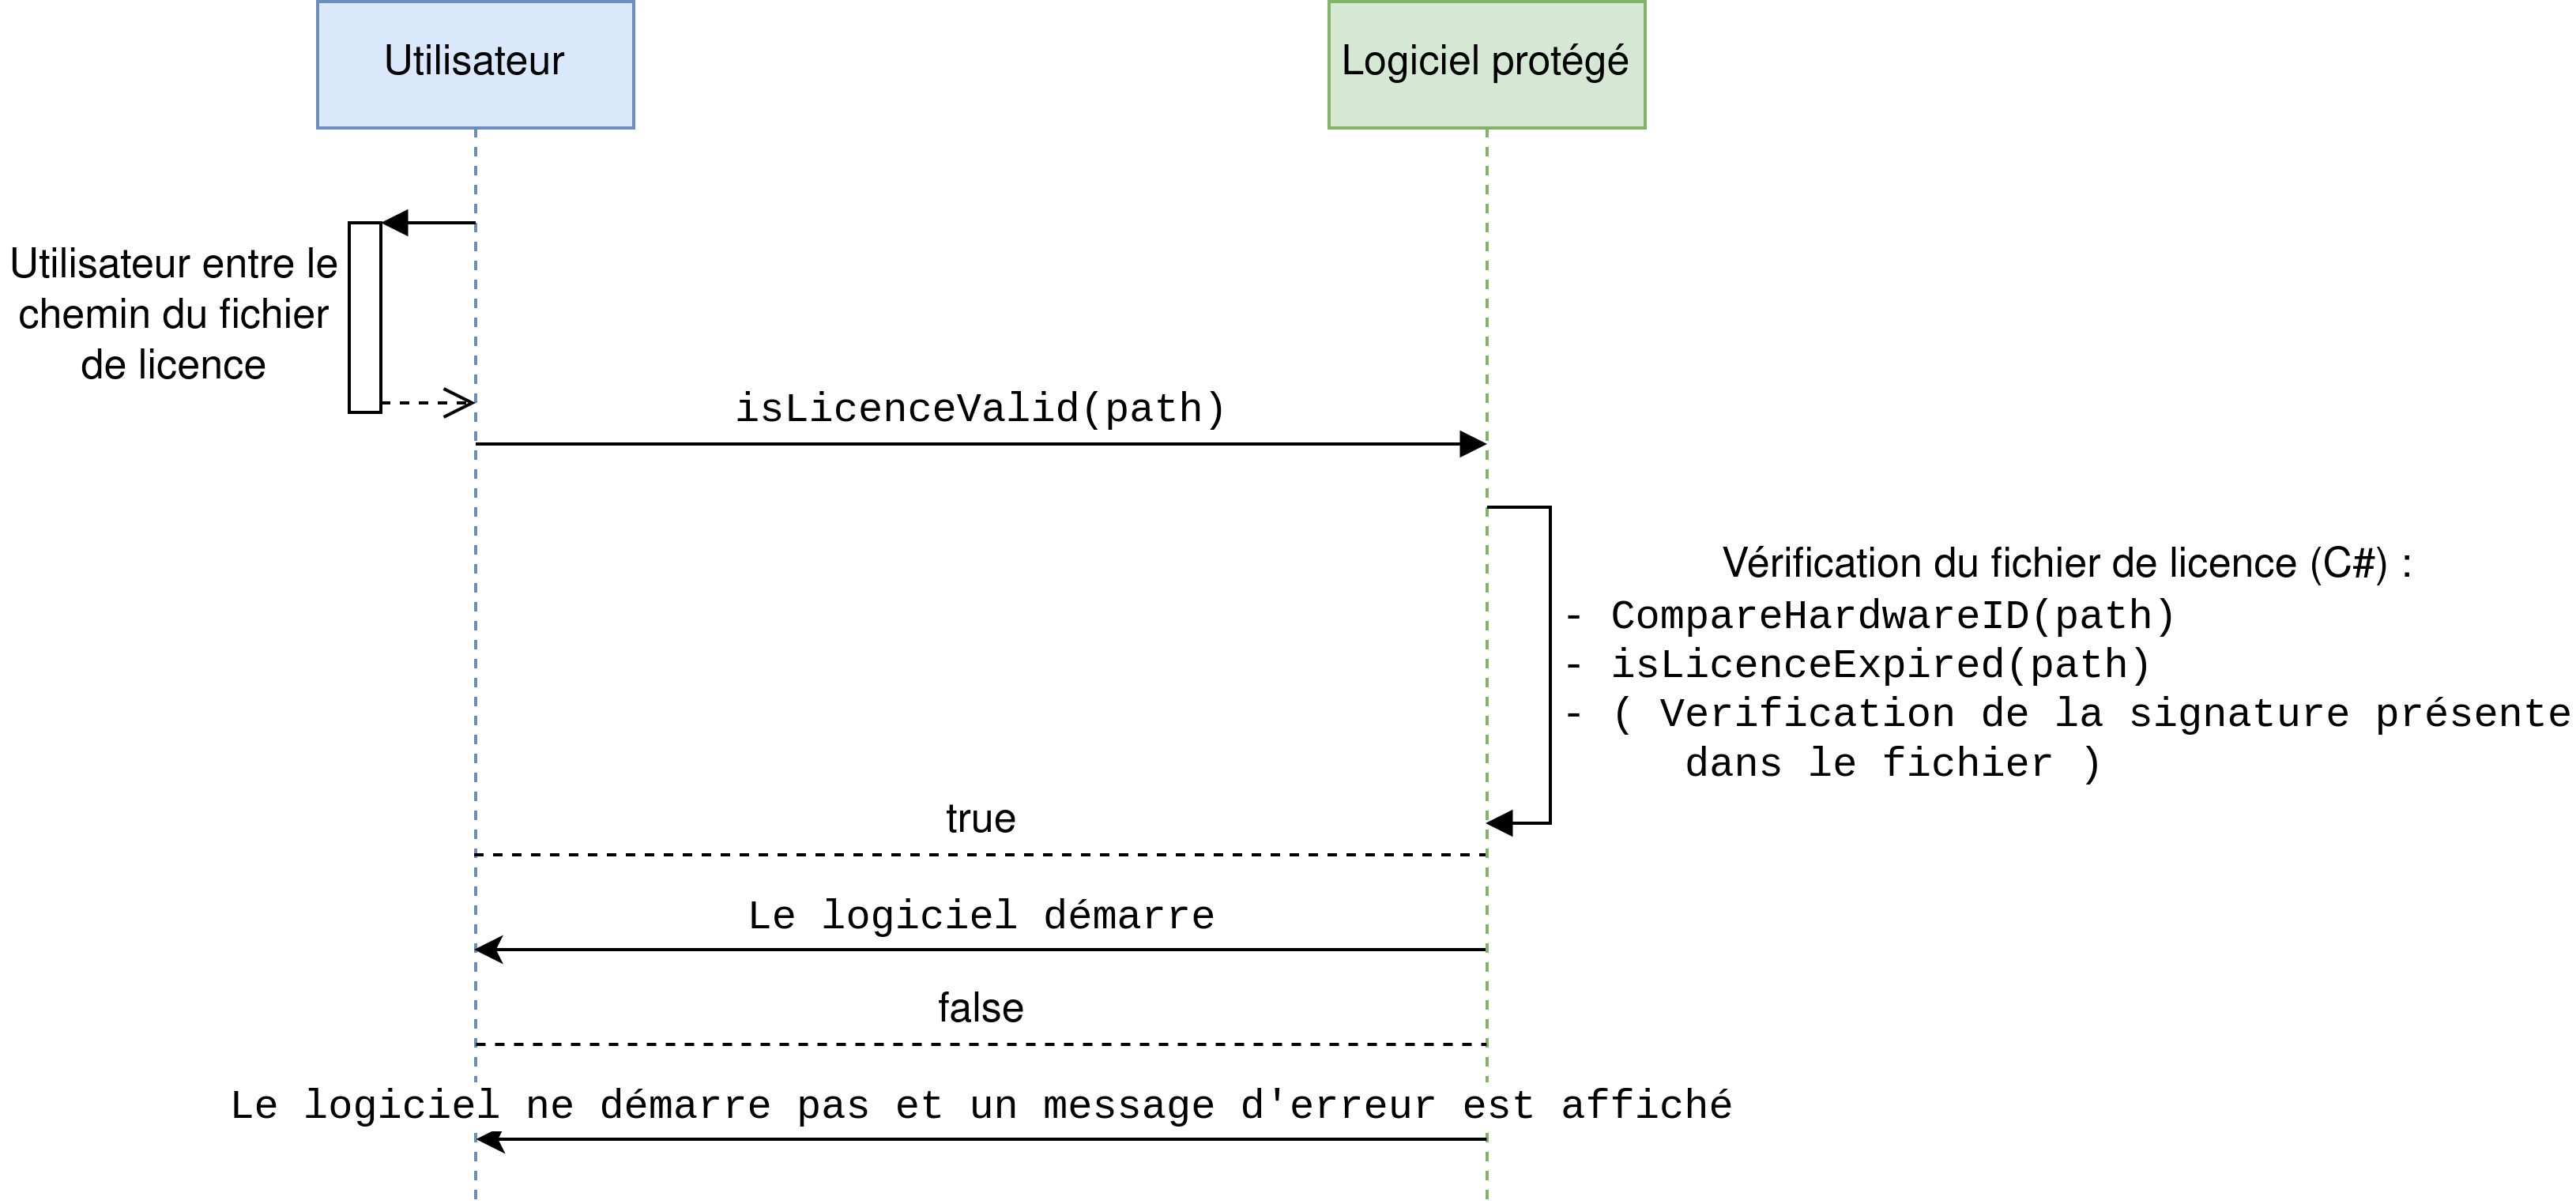 Utilisateur
Logiciel protégé
Utilisateur entre le
chemin du fichier
de licence
isLicenceValid(path)
Vérification du fichier de licence (C#) :
- CompareHardwareID(path)
- isLicenceExpired(path)
- ( Verification de la signature présente
dans le fichier )
true
Le logiciel démarre
false
Le logiciel ne démarre pas et un message d'erreur est affiché